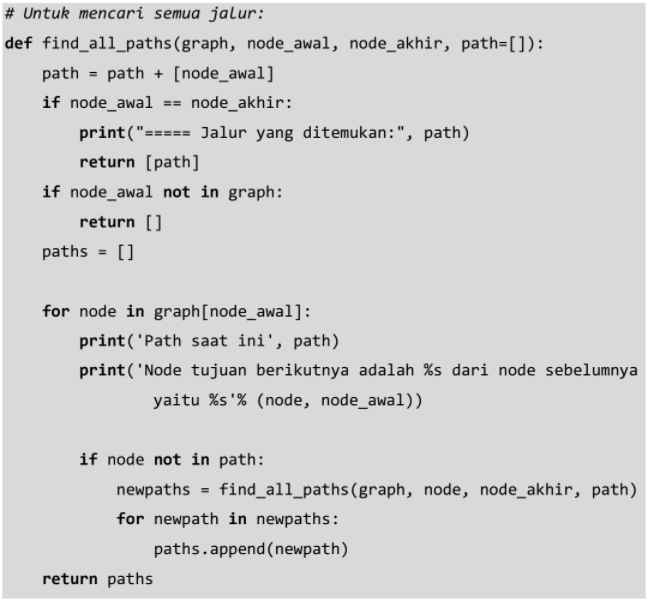 # Untuk mencari semua jalur:
def find_all_paths(graph, node_awal, node_akhir, path=[]):
    path = path + [node_awal]
    if node_awal == node_akhir:
        print("===== Jalur yang ditemukan:", path)
        return [path]
    if node_awal not in graph:
        return []
    paths = []

    for node in graph[node_awal]:
        print('Path saat ini', path)
        print('Node tujuan berikutnya adalah %s dari node sebelumnya
                yaitu %s'% (node, node_awal))

        if node not in path:
            newpaths = find_all_paths(graph, node, node_akhir, path)
            for newpath in newpaths:
                paths.append(newpath)
    return paths